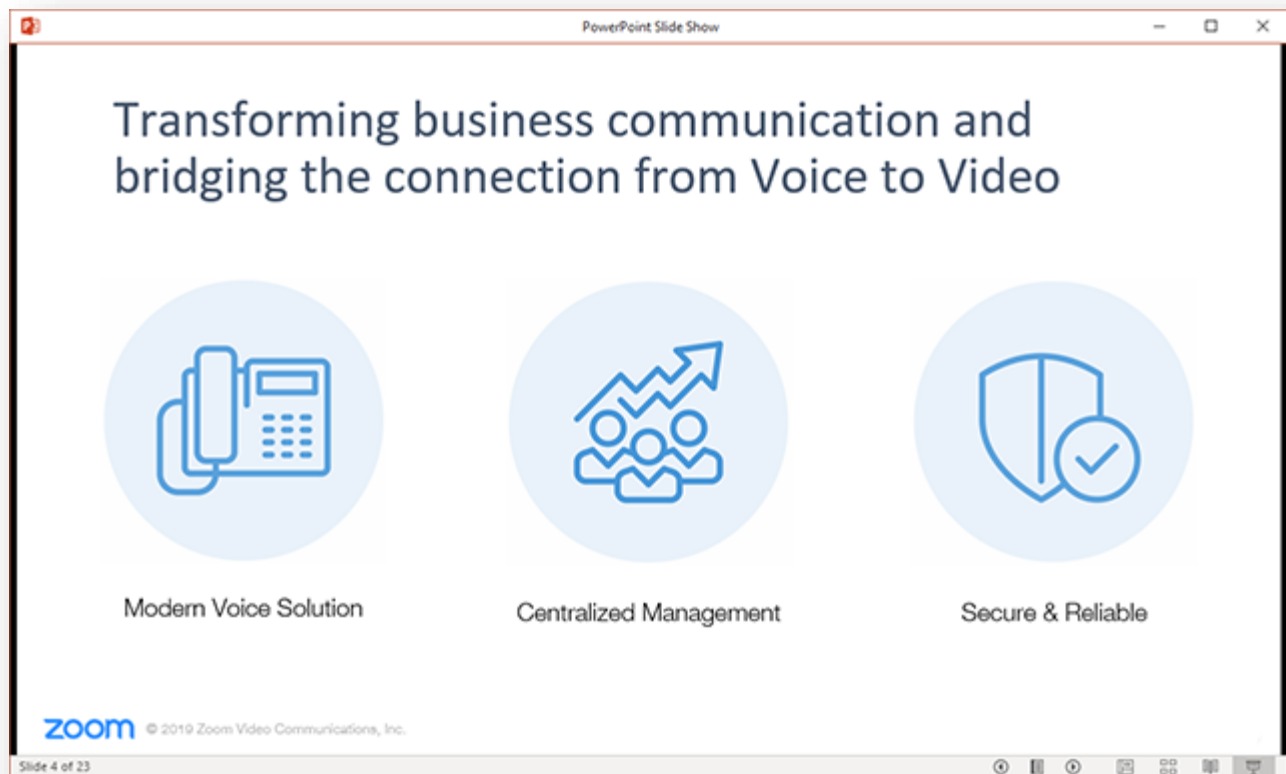 PowerPoint Slide Show
Transforming business communication and
bridging the connection from Voice to Video
Modern Voice Solution
Centralized Management
Secure & Reliable
zoom © 2019 Zoom Video Communications, Inc.
Slide 4 of 23